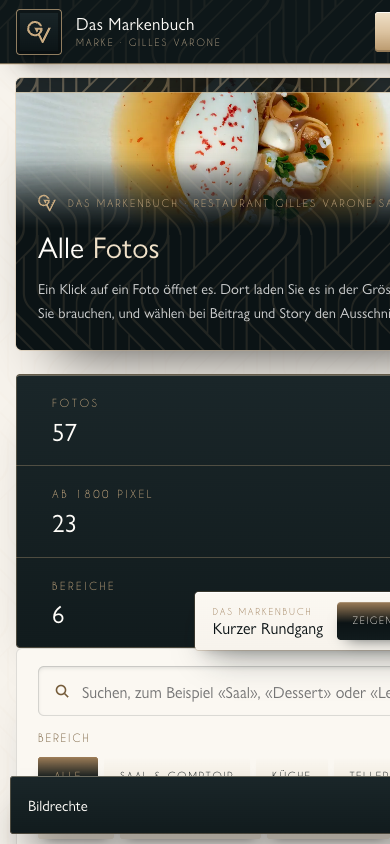 GV
Das Markenbuch
MARKE · GILLES VARONE
GV DAS MARKENBUCH RESTAURANT GILLES VARONE
Alle Fotos
Ein Klick auf ein Foto öffnet es. Dort laden Sie es in der
Sie brauchen, und wählen bei Beitrag und Story den
FOTOS
57
AB 1800 PIXEL
23
BEREICHE
6
DAS MARKENBUCH
Kurzer Rundgang
ZEIGEN
Suchen, zum Beispiel «Saal», «Dessert» oder
BEREICH
ALLE SAAL & COMPTOIR KÜCHE
Bildrechte